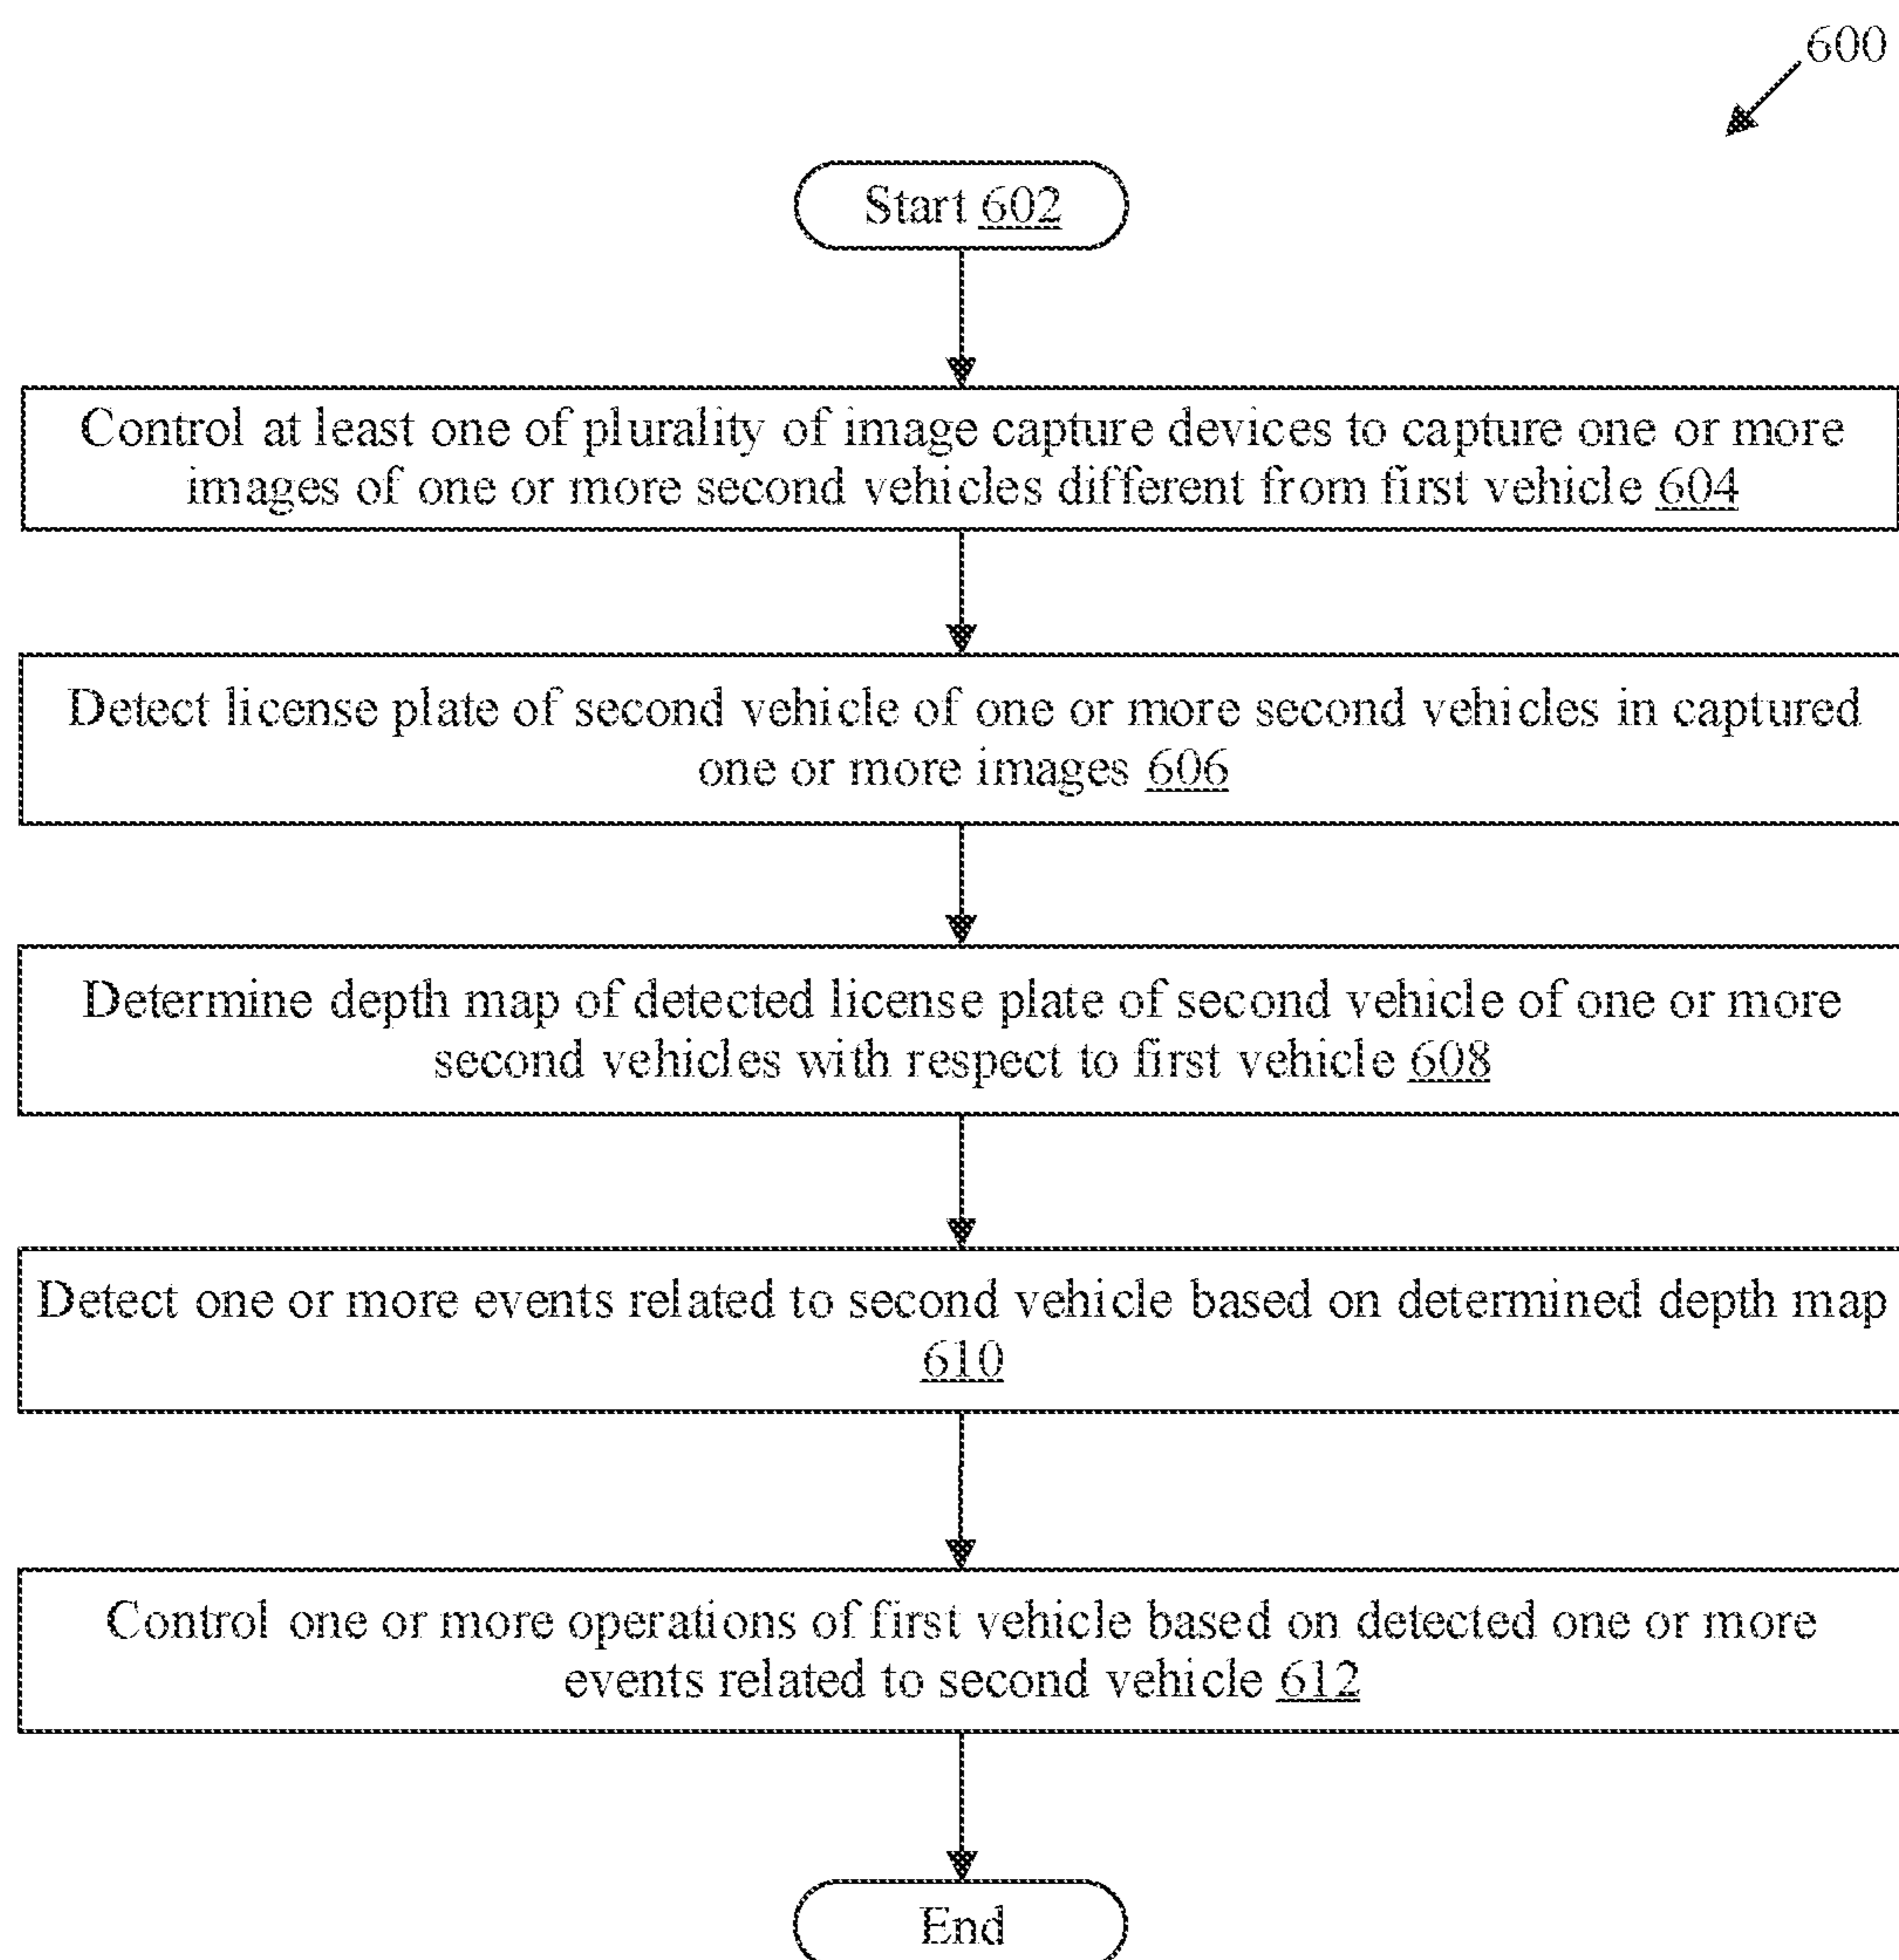 600
Start 602
Control at least one of plurality of image capture devices to capture one or more
images of one or more second vehicles different from first vehicle 604
Detect license plate of second vehicle of one or more second vehicles in captured
one or more images 606
Determine depth map of detected license plate of second vehicle of one or more
second vehicles with respect to first vehicle 608
Detect one or more events related to second vehicle based on determined depth map
610
Control one or more operations of first vehicle based on detected one or more
events related to second vehicle 612
End